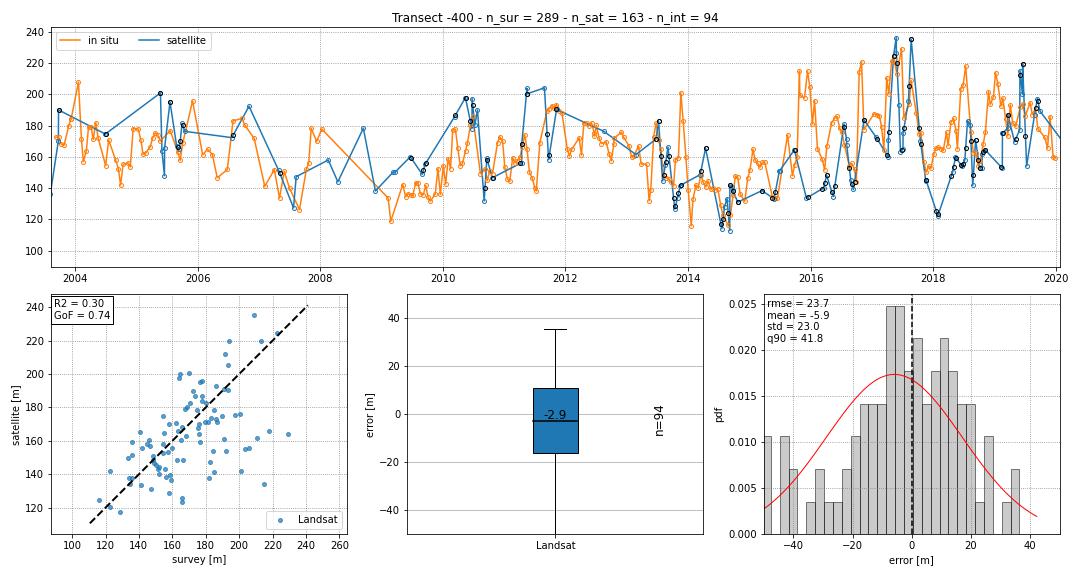 Transect -400 - n_sur = 289 - n_sat = 163 - n_int = 94
in situ
satellite
240
220
200
180
160
140
120
100
2004
2006
2008
2010
2012
2014
2016
2018
2020
R2 = 0.30
GoF = 0.74
240
220
200
180
160
140
120
satellite [m]
Landsat
100
120
140
160
180
200
220
240
260
survey [m]
40
20
0
−20
−40
error [m]
-2.9
n=94
Landsat
rmse = 23.7
mean = -5.9
std = 23.0
q90 = 41.8
0.025
0.020
0.015
0.010
0.005
0.000
pdf
−40
−20
0
20
40
error [m]